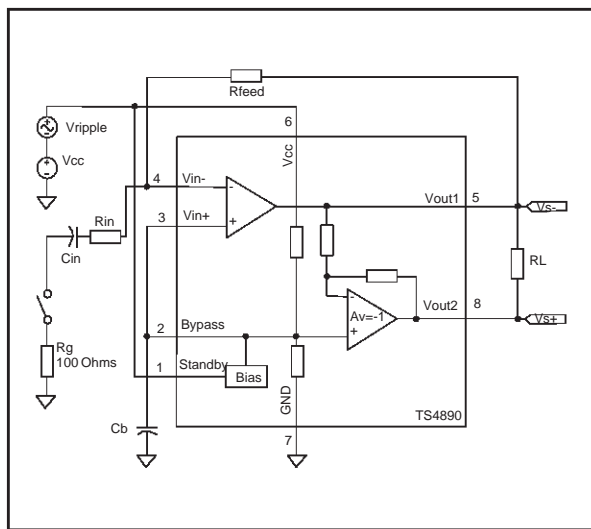 Rfeed
Vripple
6
Vcc
Vcc
4
Vin-
Vout1
5
Vs-
Rin
3
Vin+
Cin
RL
Vout2
8
Av=-1
Vs+
2
Bypass
Rg
100 Ohms
1
Standby
Bias
GND
TS4890
Cb
7
-
+
-
+